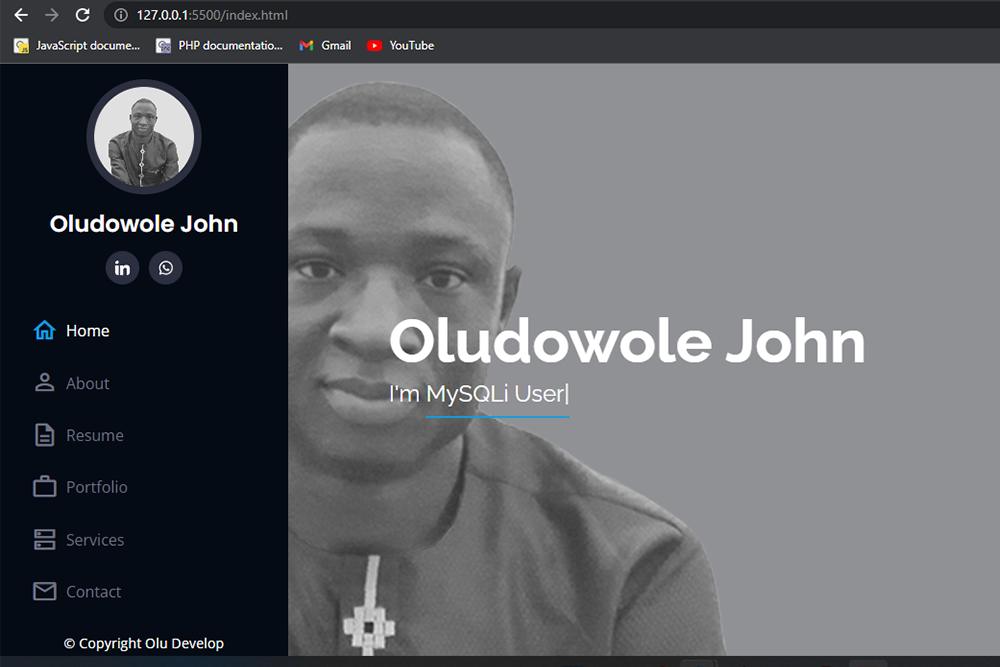 127.0.0.1:5500/index.html
JavaScript docume...
PHP documentatio...
Gmail
YouTube
Oludowole John
in
Home
About
Resume
Portfolio
Services
Contact
© Copyright Olu Develop
Oludowole John
I'm MySQLi User|